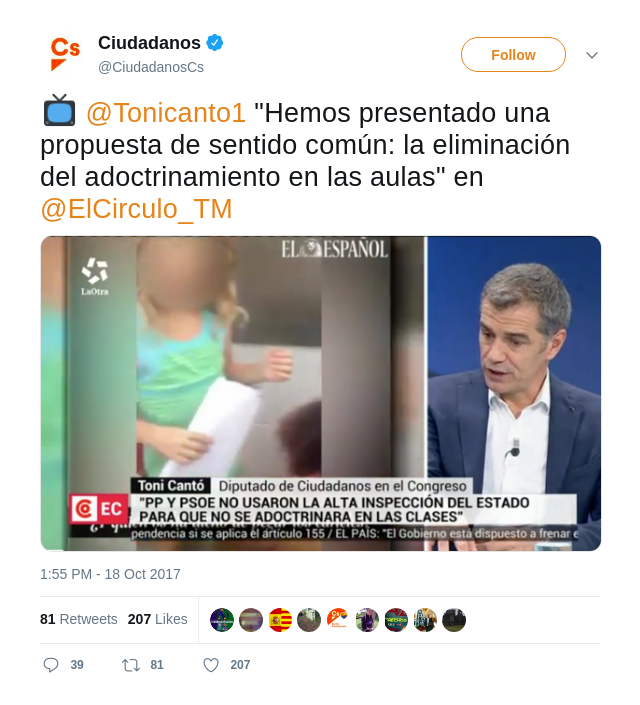 Cs
Ciudadanos
@CiudadanosCs
Follow
@Tonicanto1 "Hemos presentado una
propuesta de sentido común: la eliminación
del adoctrinamiento en las aulas" en
@ElCirculo_TM
EL ESPAÑOL
LaOtra
Toni Cantó Diputado de Ciudadanos en el Congreso
EC
"PP Y PSOE NO USARON LA ALTA INSPECCIÓN DEL ESTADO
PARA QUE NO SE ADOCTRINARA EN LAS CLASES"
pendencia si se aplica el artículo 155 / EL PAÍS: "El Gobierno está dispuesto a frenar e
1:55 PM - 18 Oct 2017
81 Retweets 207 Likes
39 81 207